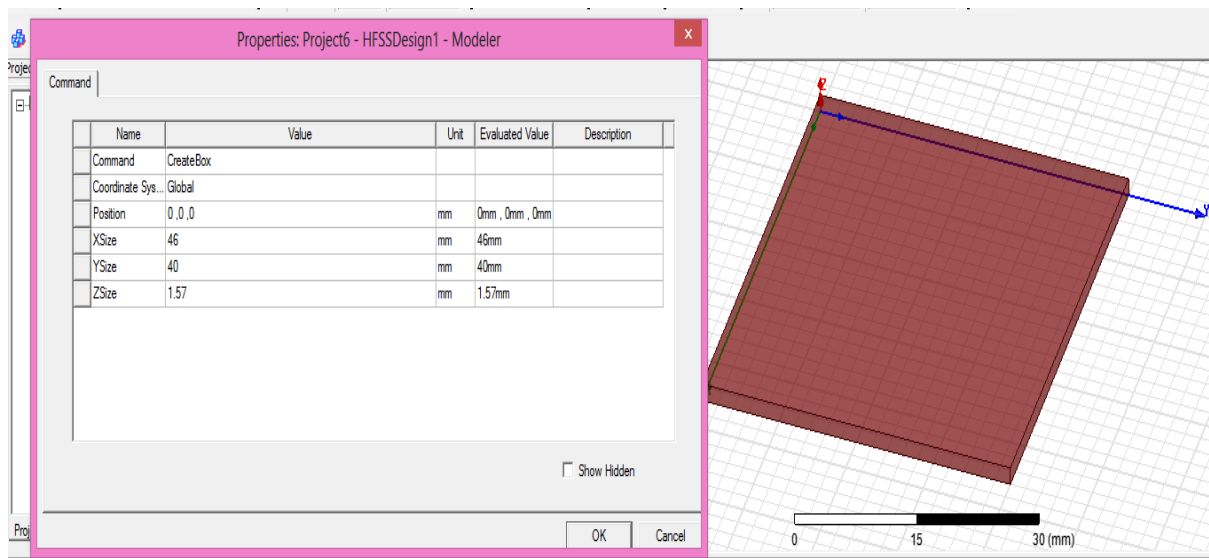 Properties: Project6 - HFSSDesign1 - Modeler
x
Projec
Command
Name Value Unit Evaluated Value Description
Command CreateBox
Coordinate Sys... Global
Position 0 ,0 ,0 mm 0mm , 0mm , 0mm
XSize 46 mm 46mm
YSize 40 mm 40mm
ZSize 1.57 mm 1.57mm
Show Hidden
OK Cancel
Proj
Z
Y
0 15 30 (mm)